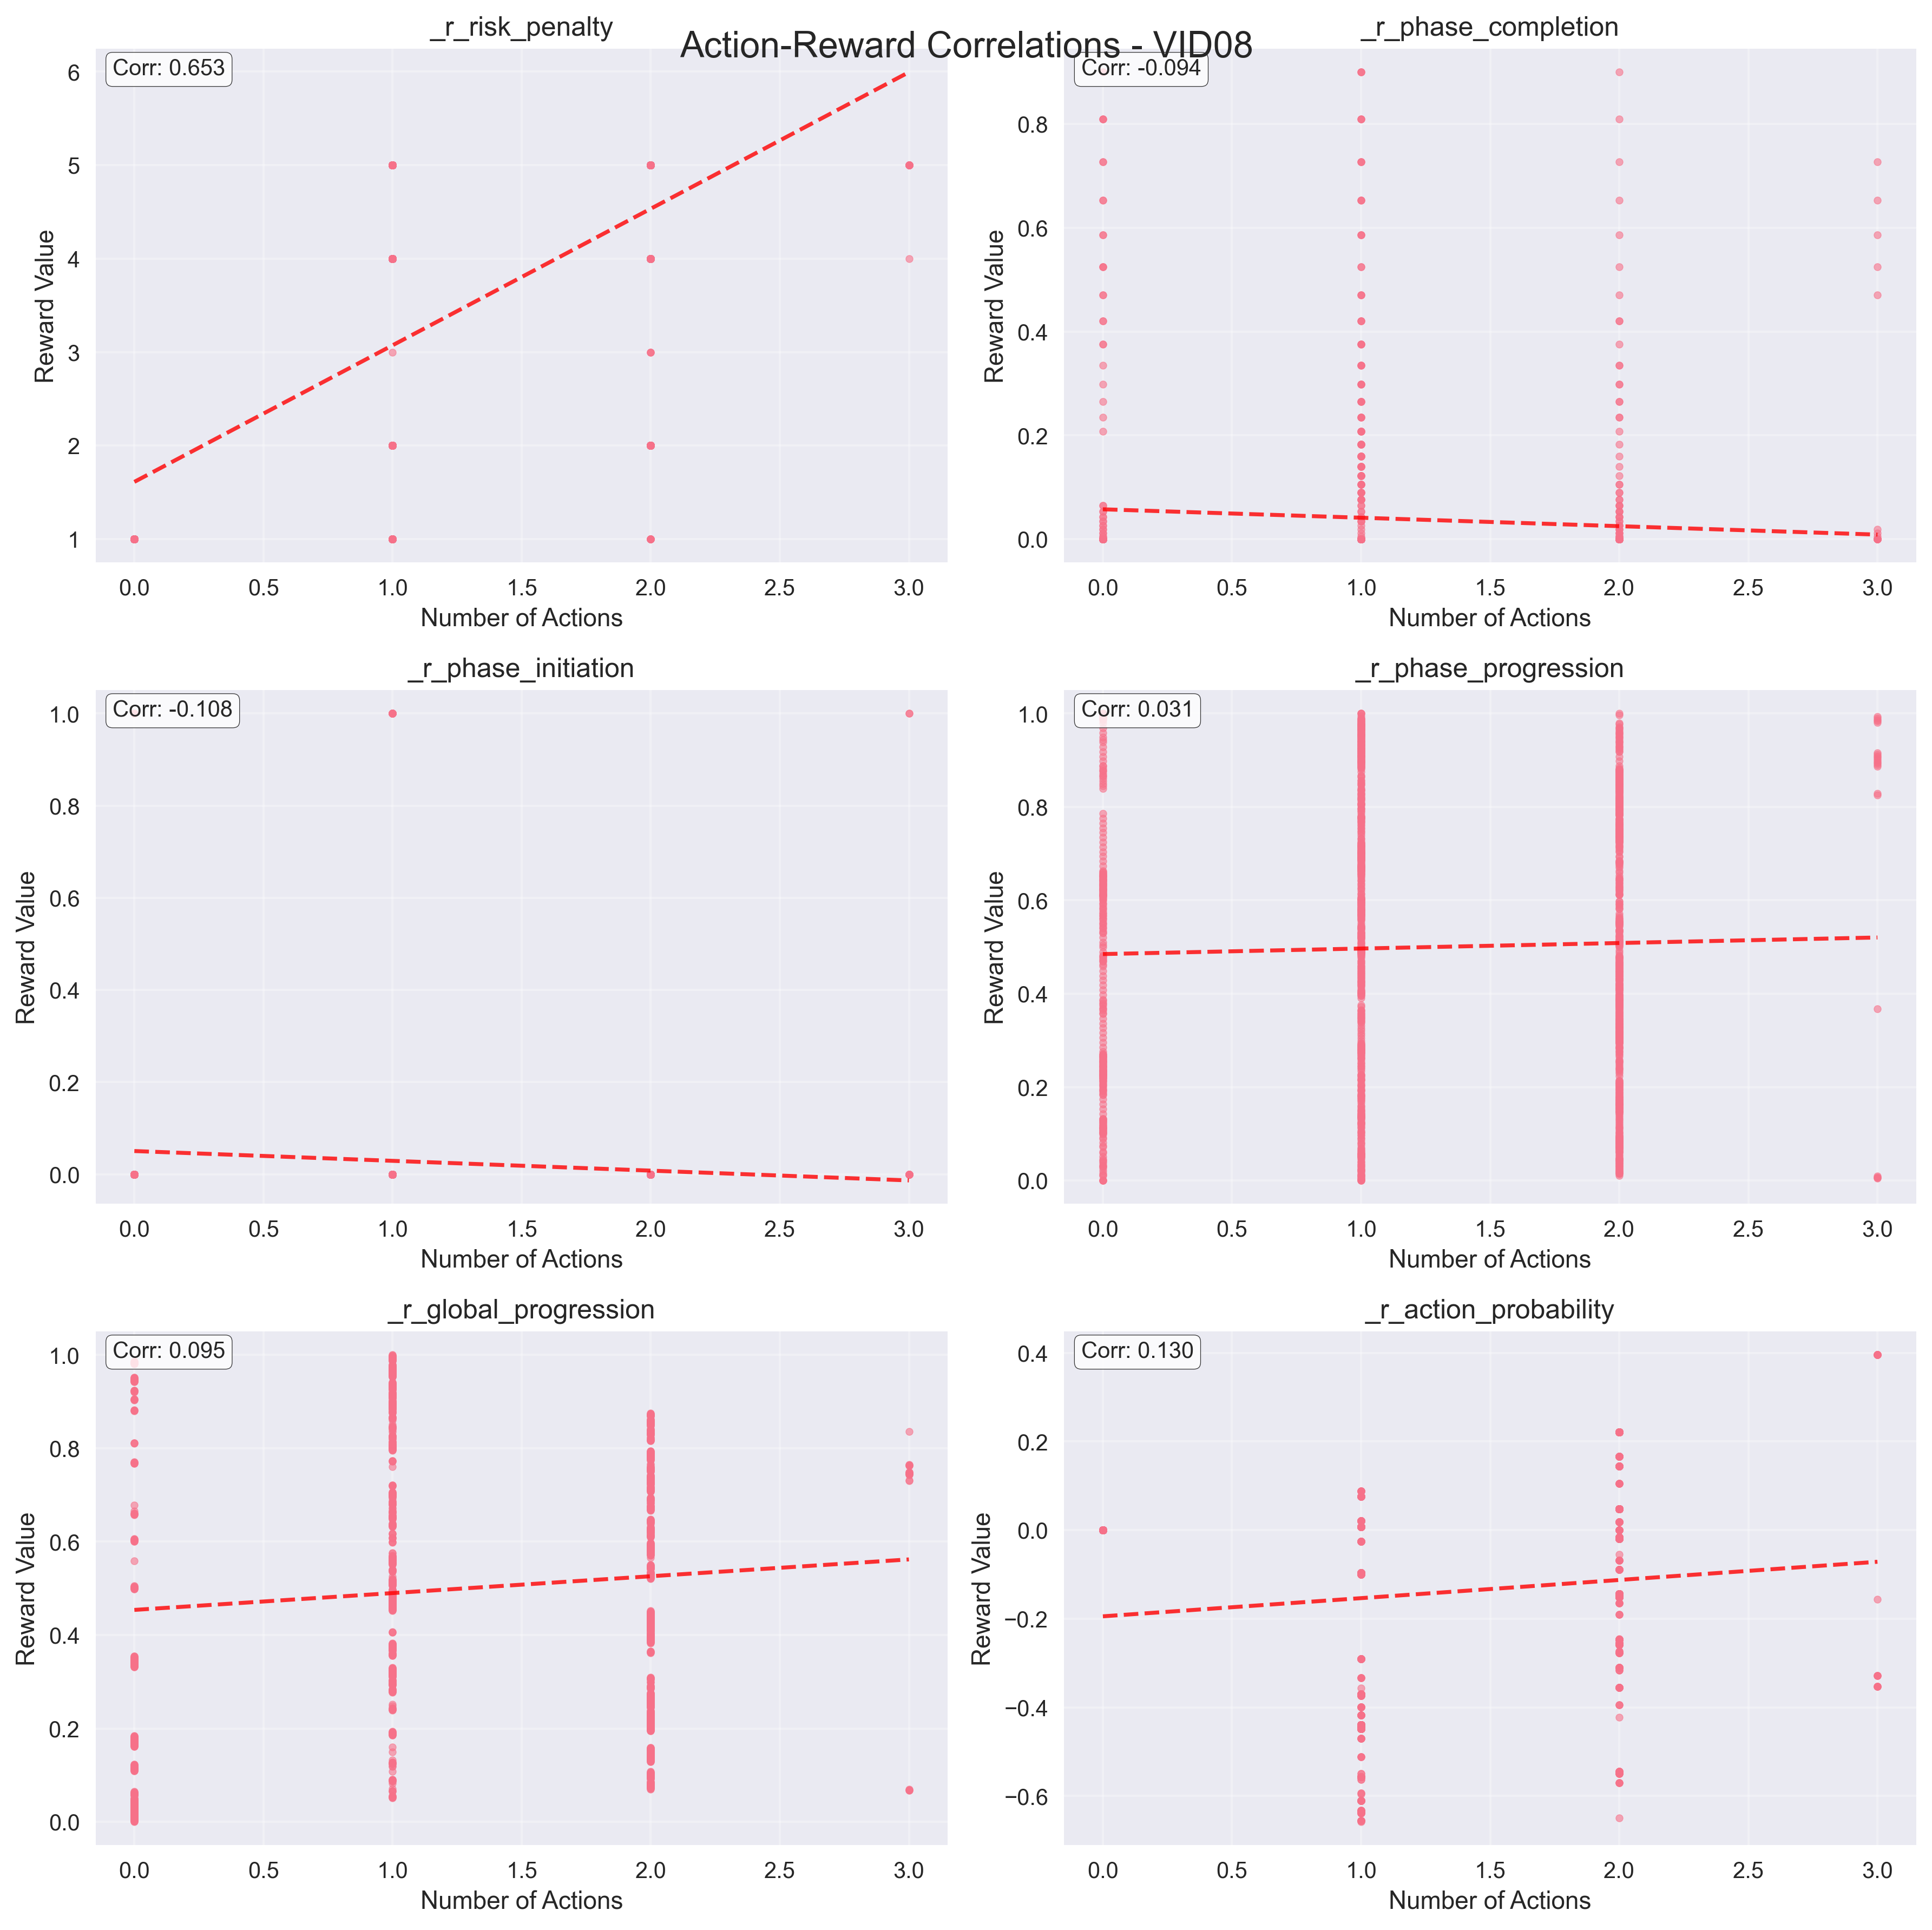 Action-Reward Correlations - VID08
_r_risk_penalty
Corr: 0.653
Reward Value
6
5
4
3
2
1
0.0 0.5 1.0 1.5 2.0 2.5 3.0
Number of Actions
_r_phase_completion
Corr: -0.094
Reward Value
0.8
0.6
0.4
0.2
0.0
0.0 0.5 1.0 1.5 2.0 2.5 3.0
Number of Actions
_r_phase_initiation
Corr: -0.108
Reward Value
1.0
0.8
0.6
0.4
0.2
0.0
0.0 0.5 1.0 1.5 2.0 2.5 3.0
Number of Actions
_r_phase_progression
Corr: 0.031
Reward Value
1.0
0.8
0.6
0.4
0.2
0.0
0.0 0.5 1.0 1.5 2.0 2.5 3.0
Number of Actions
_r_global_progression
Corr: 0.095
Reward Value
1.0
0.8
0.6
0.4
0.2
0.0
0.0 0.5 1.0 1.5 2.0 2.5 3.0
Number of Actions
_r_action_probability
Corr: 0.130
Reward Value
0.4
0.2
0.0
−0.2
−0.4
−0.6
0.0 0.5 1.0 1.5 2.0 2.5 3.0
Number of Actions